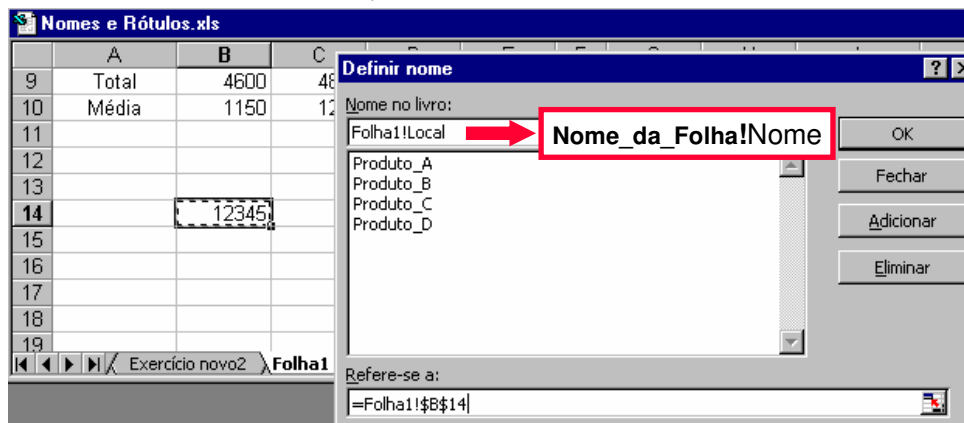 Nomes e Rótulos.xls
A B C
9 Total 4600
10 Média 1150
11
12
13
14 12345
15
16
17
18
19
Exercício novo2 Folha1
Definir nome
Nome no livro:
Folha1!Local
Nome_da_Folha!Nome
Produto_A
Produto_B
Produto_C
Produto_D
OK
Fechar
Adicionar
Eliminar
Refere-se a:
=Folha1!$B$14